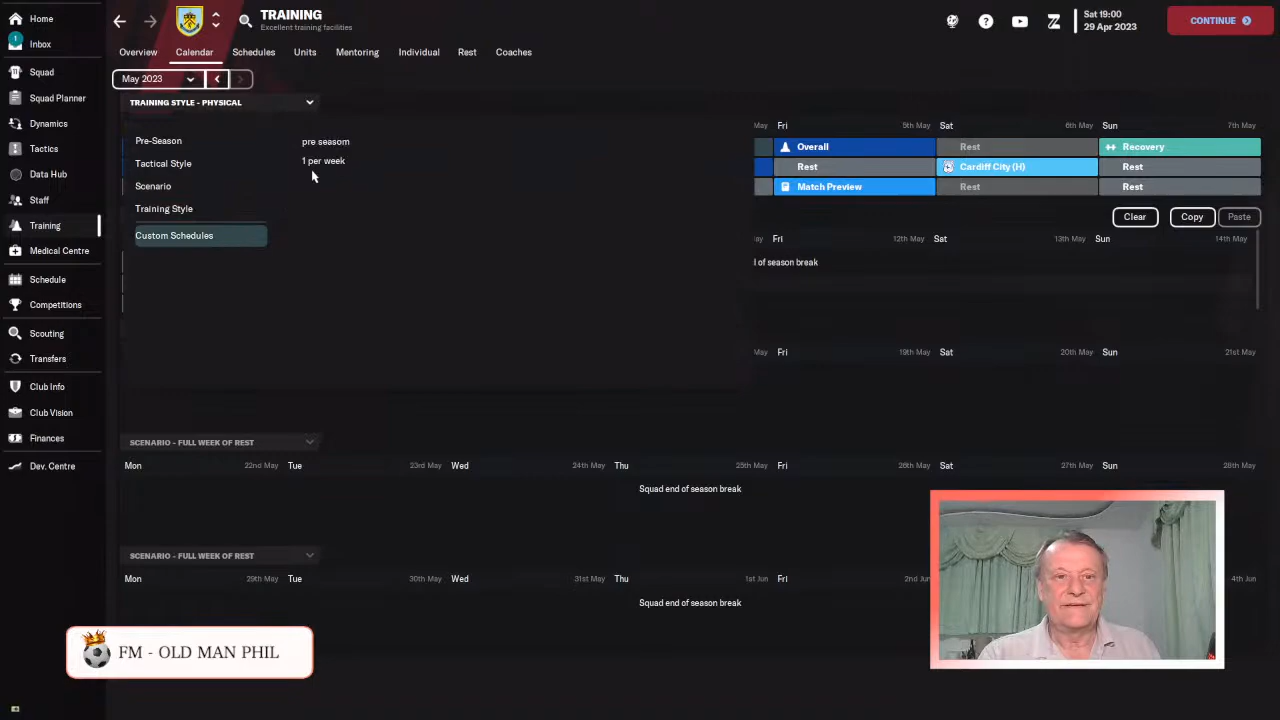 Home
1
Inbox
Squad
Squad Planner
Dynamics
Tactics
Data Hub
Staff
Training
Medical Centre
Schedule
Competitions
Scouting
Transfers
Club Info
Club Vision
Finances
Dev. Centre
TRAINING
Excellent training facilities
Sat 19:00
29 Apr 2023
CONTINUE
Overview Calendar Schedules Units Mentoring Individual Rest Coaches
May 2023
TRAINING STYLE - PHYSICAL
Pre-Season
Tactical Style
Scenario
Training Style
Custom Schedules
pre seasom
1 per week
May Fri 5th May Sat 6th May Sun 7th May
Overall Rest Recovery
Rest Cardiff City (H) Rest
Match Preview Rest Rest
Clear Copy Paste
Fri 12th May Sat 13th May Sun 14th May
of season break
May Fri 19th May Sat 20th May Sun 21st May
SCENARIO - FULL WEEK OF REST
Mon 22nd May Tue 23rd May Wed 24th May Thu 25th May Fri 26th May Sat 27th May Sun 28th May
Squad end of season break
SCENARIO - FULL WEEK OF REST
Mon 29th May Tue 30th May Wed 31st May Thu 1st Jun Fri 2nd Jun 4th Jun
Squad end of season break
FM - OLD MAN PHIL